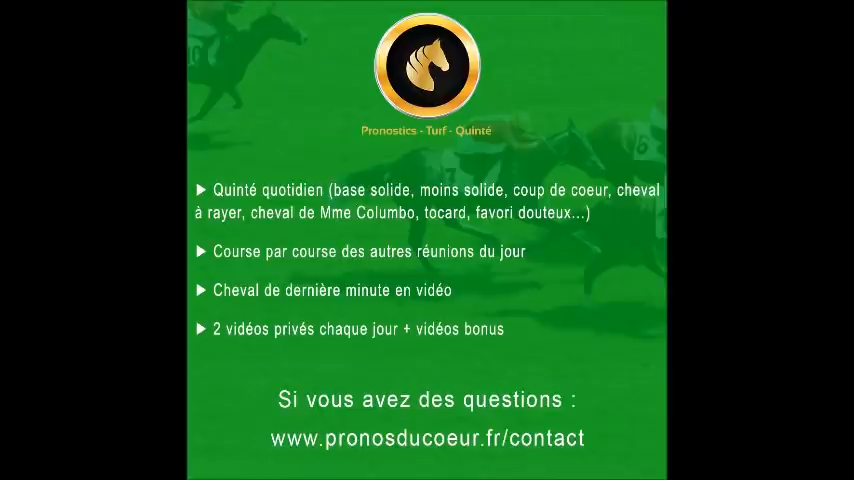 Pronostics - Turf - Quinté
▶ Quinté quotidien (base solide, moins solide, coup de coeur, cheval
à rayer, cheval de Mme Columbo, tocard, favori douteux...)
▶ Course par course des autres réunions du jour
▶ Cheval de dernière minute en vidéo
▶ 2 vidéos privés chaque jour + vidéos bonus
Si vous avez des questions :
www.pronosducoeur.fr/contact